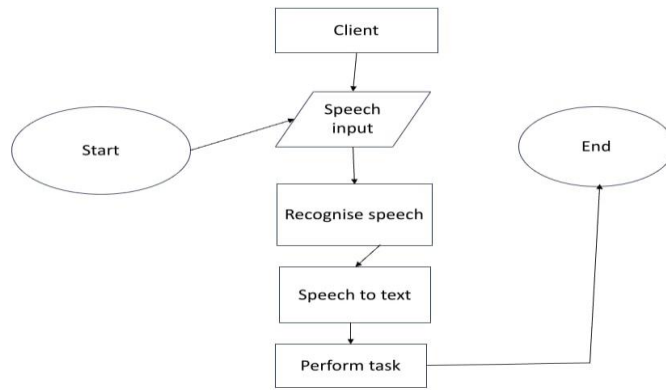 Client
Speech
input
Start
End
Recognise speech
Speech to text
Perform task